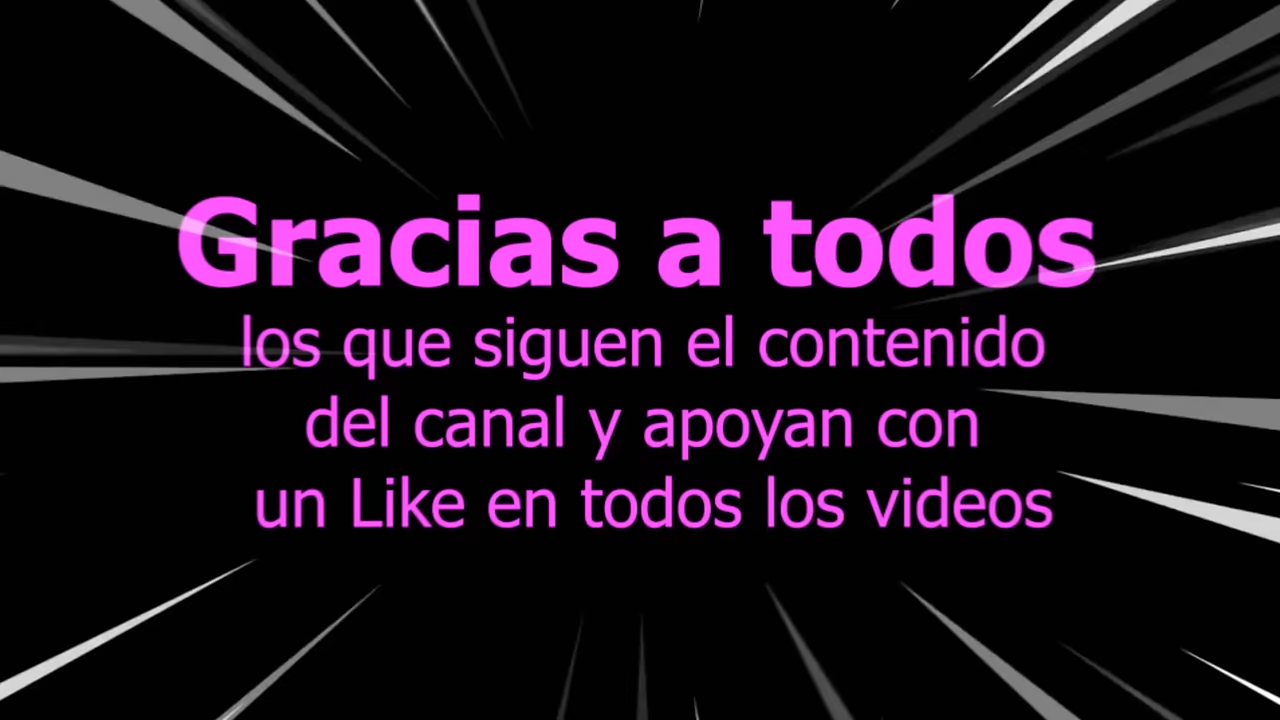 Gracias a todos
los que siguen el contenido
del canal y apoyan con
un Like en todos los videos